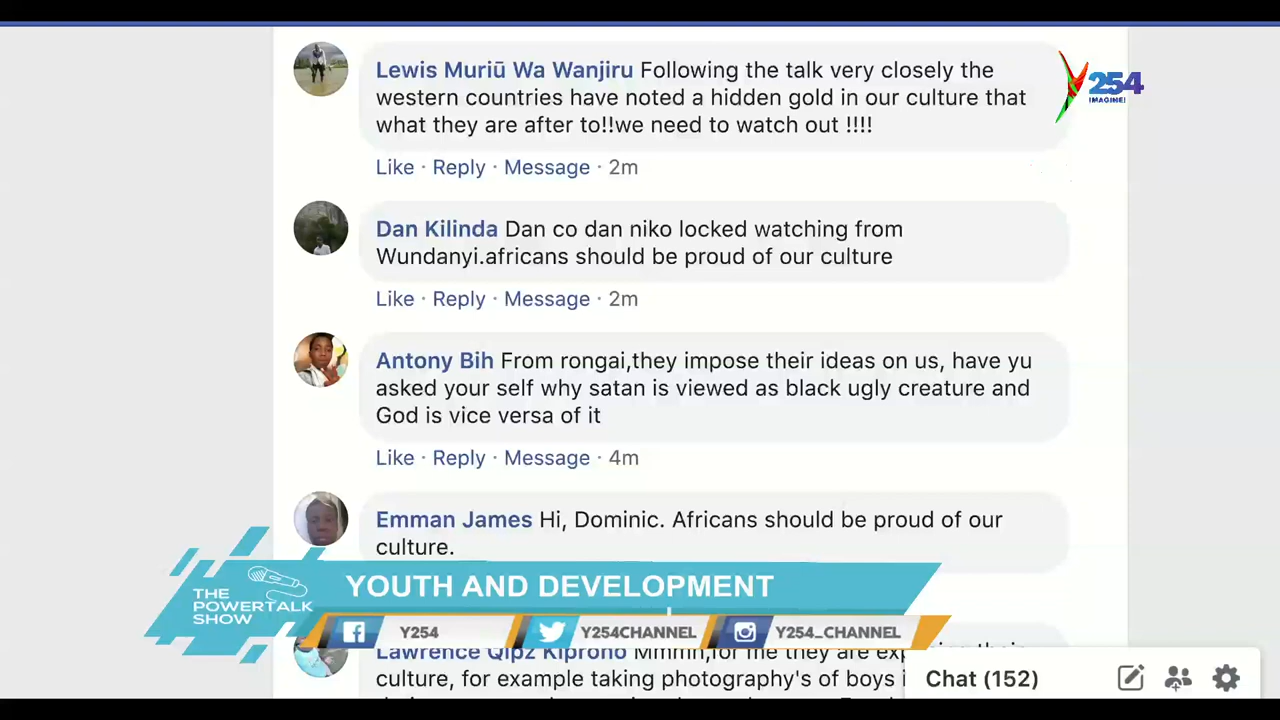 Lewis Muriū Wa Wanjiru Following the talk very closely the
western countries have noted a hidden gold in our culture that
what they are after to!!we need to watch out !!!!
Like · Reply · Message · 2m
Y254
IMAGINE!
Dan Kilinda Dan co dan niko locked watching from
Wundanyi.africans should be proud of our culture
Like · Reply · Message · 2m
Antony Bih From rongai,they impose their ideas on us, have yu
asked your self why satan is viewed as black ugly creature and
God is vice versa of it
Like · Reply · Message · 4m
Emman James Hi, Dominic. Africans should be proud of our
culture.
THE
POWERTALK
SHOW
YOUTH AND DEVELOPMENT
Y254
Y254CHANNEL
Y254_CHANNEL
Lawrence Qipz Kiprono Mmmh,for me they are
culture, for example taking photography's of boys
Chat (152)